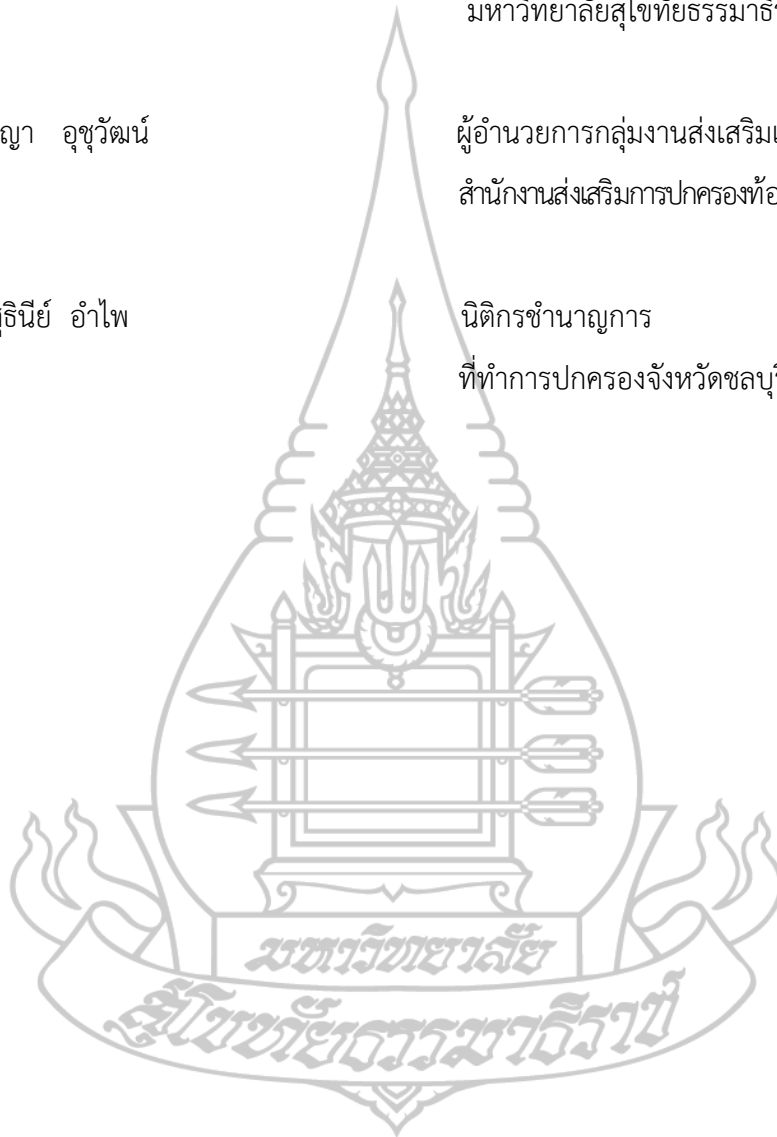 มหาวิทยาลัยสุโขทัยธรรมาธิ
ญา อุชุวัฒน์ ผู้อำนวยการกลุ่มงานส่งเสริม
สำนักงานส่งเสริมการปกครองท้อ
ธินีย์ อำไพ นิติกรชำนาญการ
ที่ทำการปกครองจังหวัดชลบุรี
มหาวิทยาลัย
สุโขทัยธรรมาธิราช